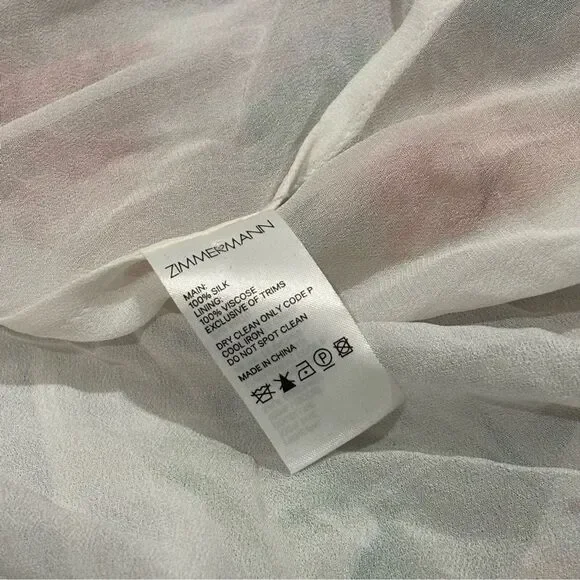 ZIMMERMANN
MAIN:
100% SILK
LINING:
100% VISCOSE
EXCLUSIVE OF TRIMS
DRY CLEAN ONLY CODE P
COOL IRON
DO NOT SPOT CLEAN
MADE IN CHINA
P